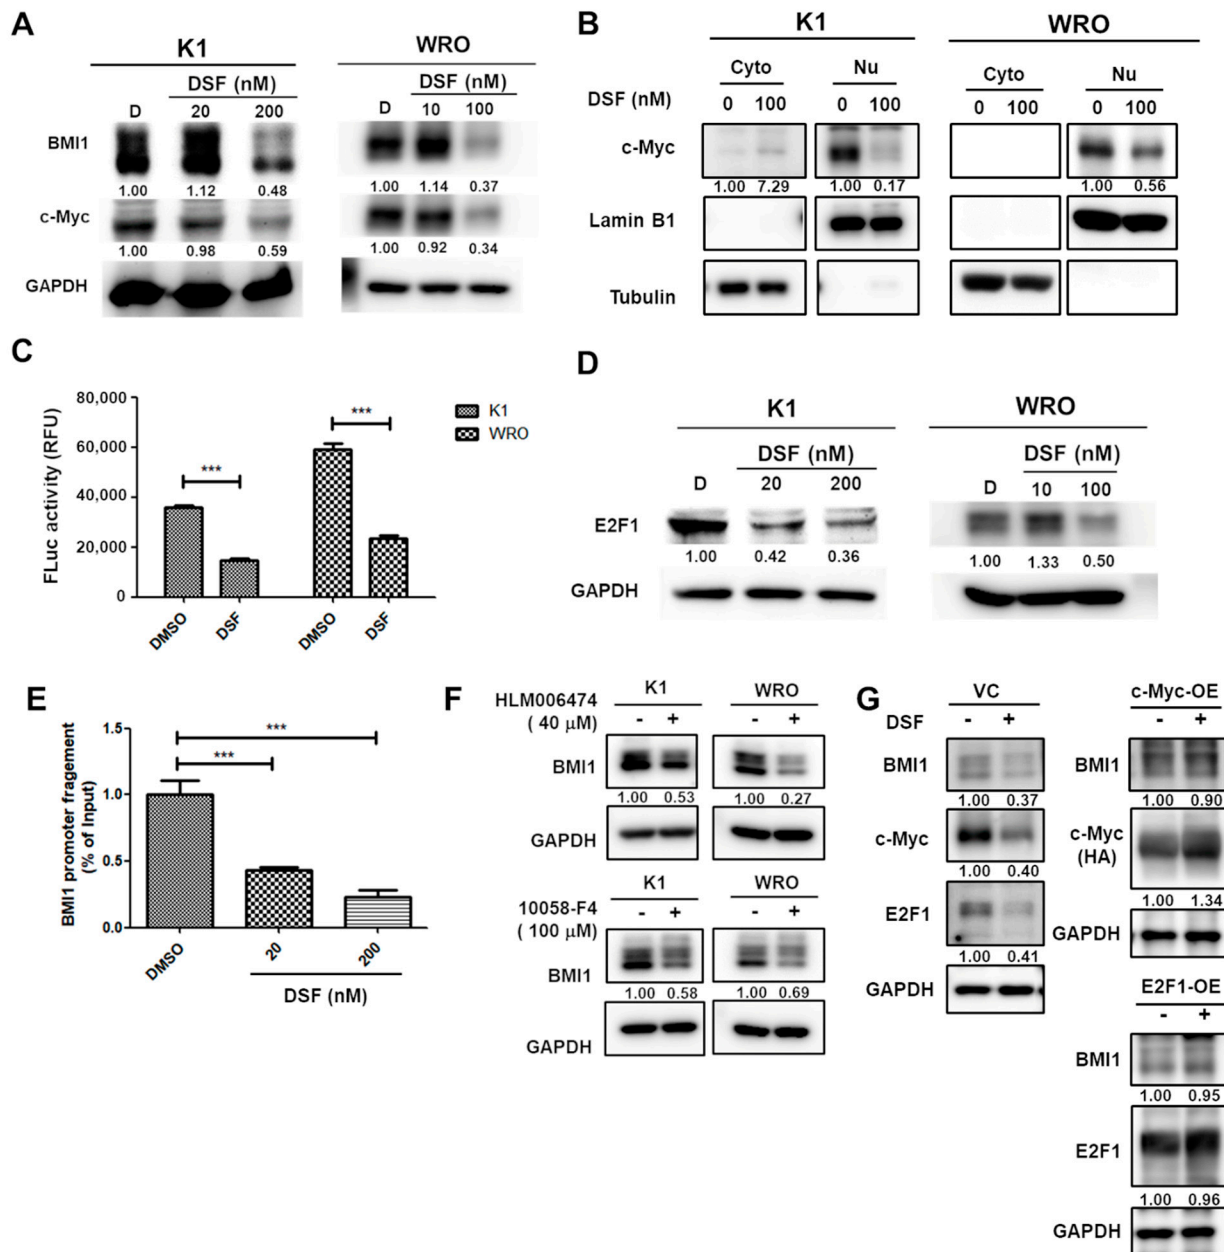 A
K1
WRO
DSF (nM)
DSF (nM)
D 20 200
D 10 100
BMI1
1.00 1.12 0.48
1.00 1.14 0.37
c-Myc
1.00 0.98 0.59
1.00 0.92 0.34
GAPDH
B
K1
WRO
Cyto Nu
Cyto Nu
DSF (nM) 0 100 0 100 0 100 0 100
c-Myc
1.00 7.29 1.00 0.17 1.00 0.56
Lamin B1
Tubulin
C
FLuc activity (RFU)
80,000
60,000
40,000
20,000
0
***
***
K1
WRO
DMSO DSF DMSO DSF
D
K1
WRO
DSF (nM)
DSF (nM)
D 20 200
D 10 100
E2F1
1.00 0.42 0.36
1.00 1.33 0.50
GAPDH
E
BMI1 promoter fragement
(% of Input)
1.5
1.0
0.5
0.0
***
***
DMSO 20 200
DSF (nM)
F
HLM006474
( 40 µM)
K1 WRO
- + - +
BMI1
1.00 0.53 1.00 0.27
GAPDH
K1 WRO
10058-F4
( 100 µM)
- + - +
BMI1
1.00 0.58 1.00 0.69
GAPDH
G
VC
DSF - +
BMI1
1.00 0.37
c-Myc
1.00 0.40
E2F1
1.00 0.41
GAPDH
c-Myc-OE
- +
BMI1
1.00 0.90
c-Myc
(HA)
1.00 1.34
GAPDH
E2F1-OE
- +
BMI1
1.00 0.95
E2F1
1.00 0.96
GAPDH